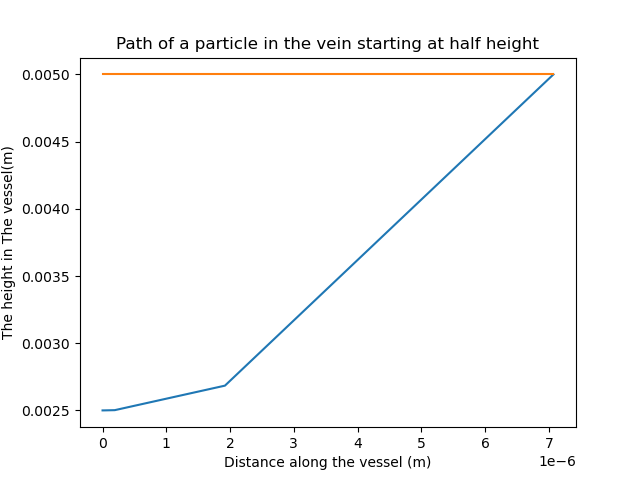 Path of a particle in the vein starting at half height
0.0050
0.0045
0.0040
0.0035
0.0030
0.0025
The height in The vessel(m)
0 1 2 3 4 5 6 7
1e−6
Distance along the vessel (m)